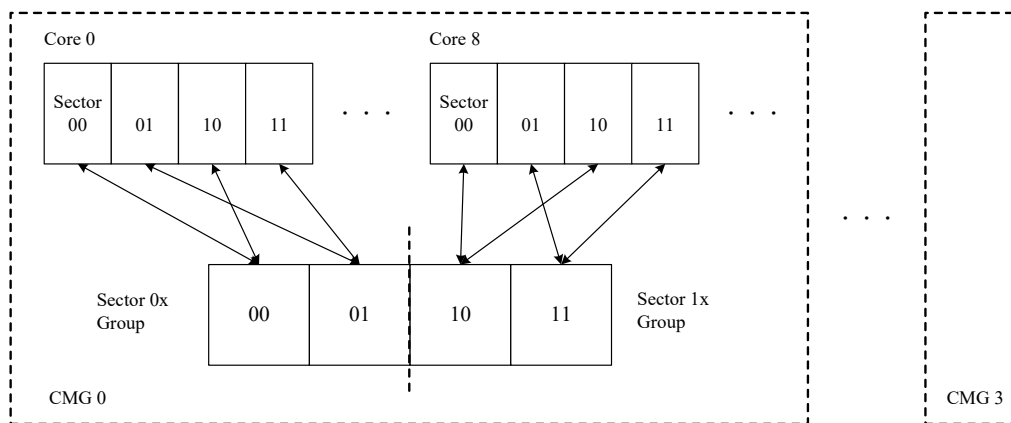 Core 0
Core 8
Sector
00 01 10 11
. . .
Sector
00 01 10 11
. . .
. . .
Sector 0x
Group
00 01 10 11
Sector 1x
Group
CMG 0
CMG 3